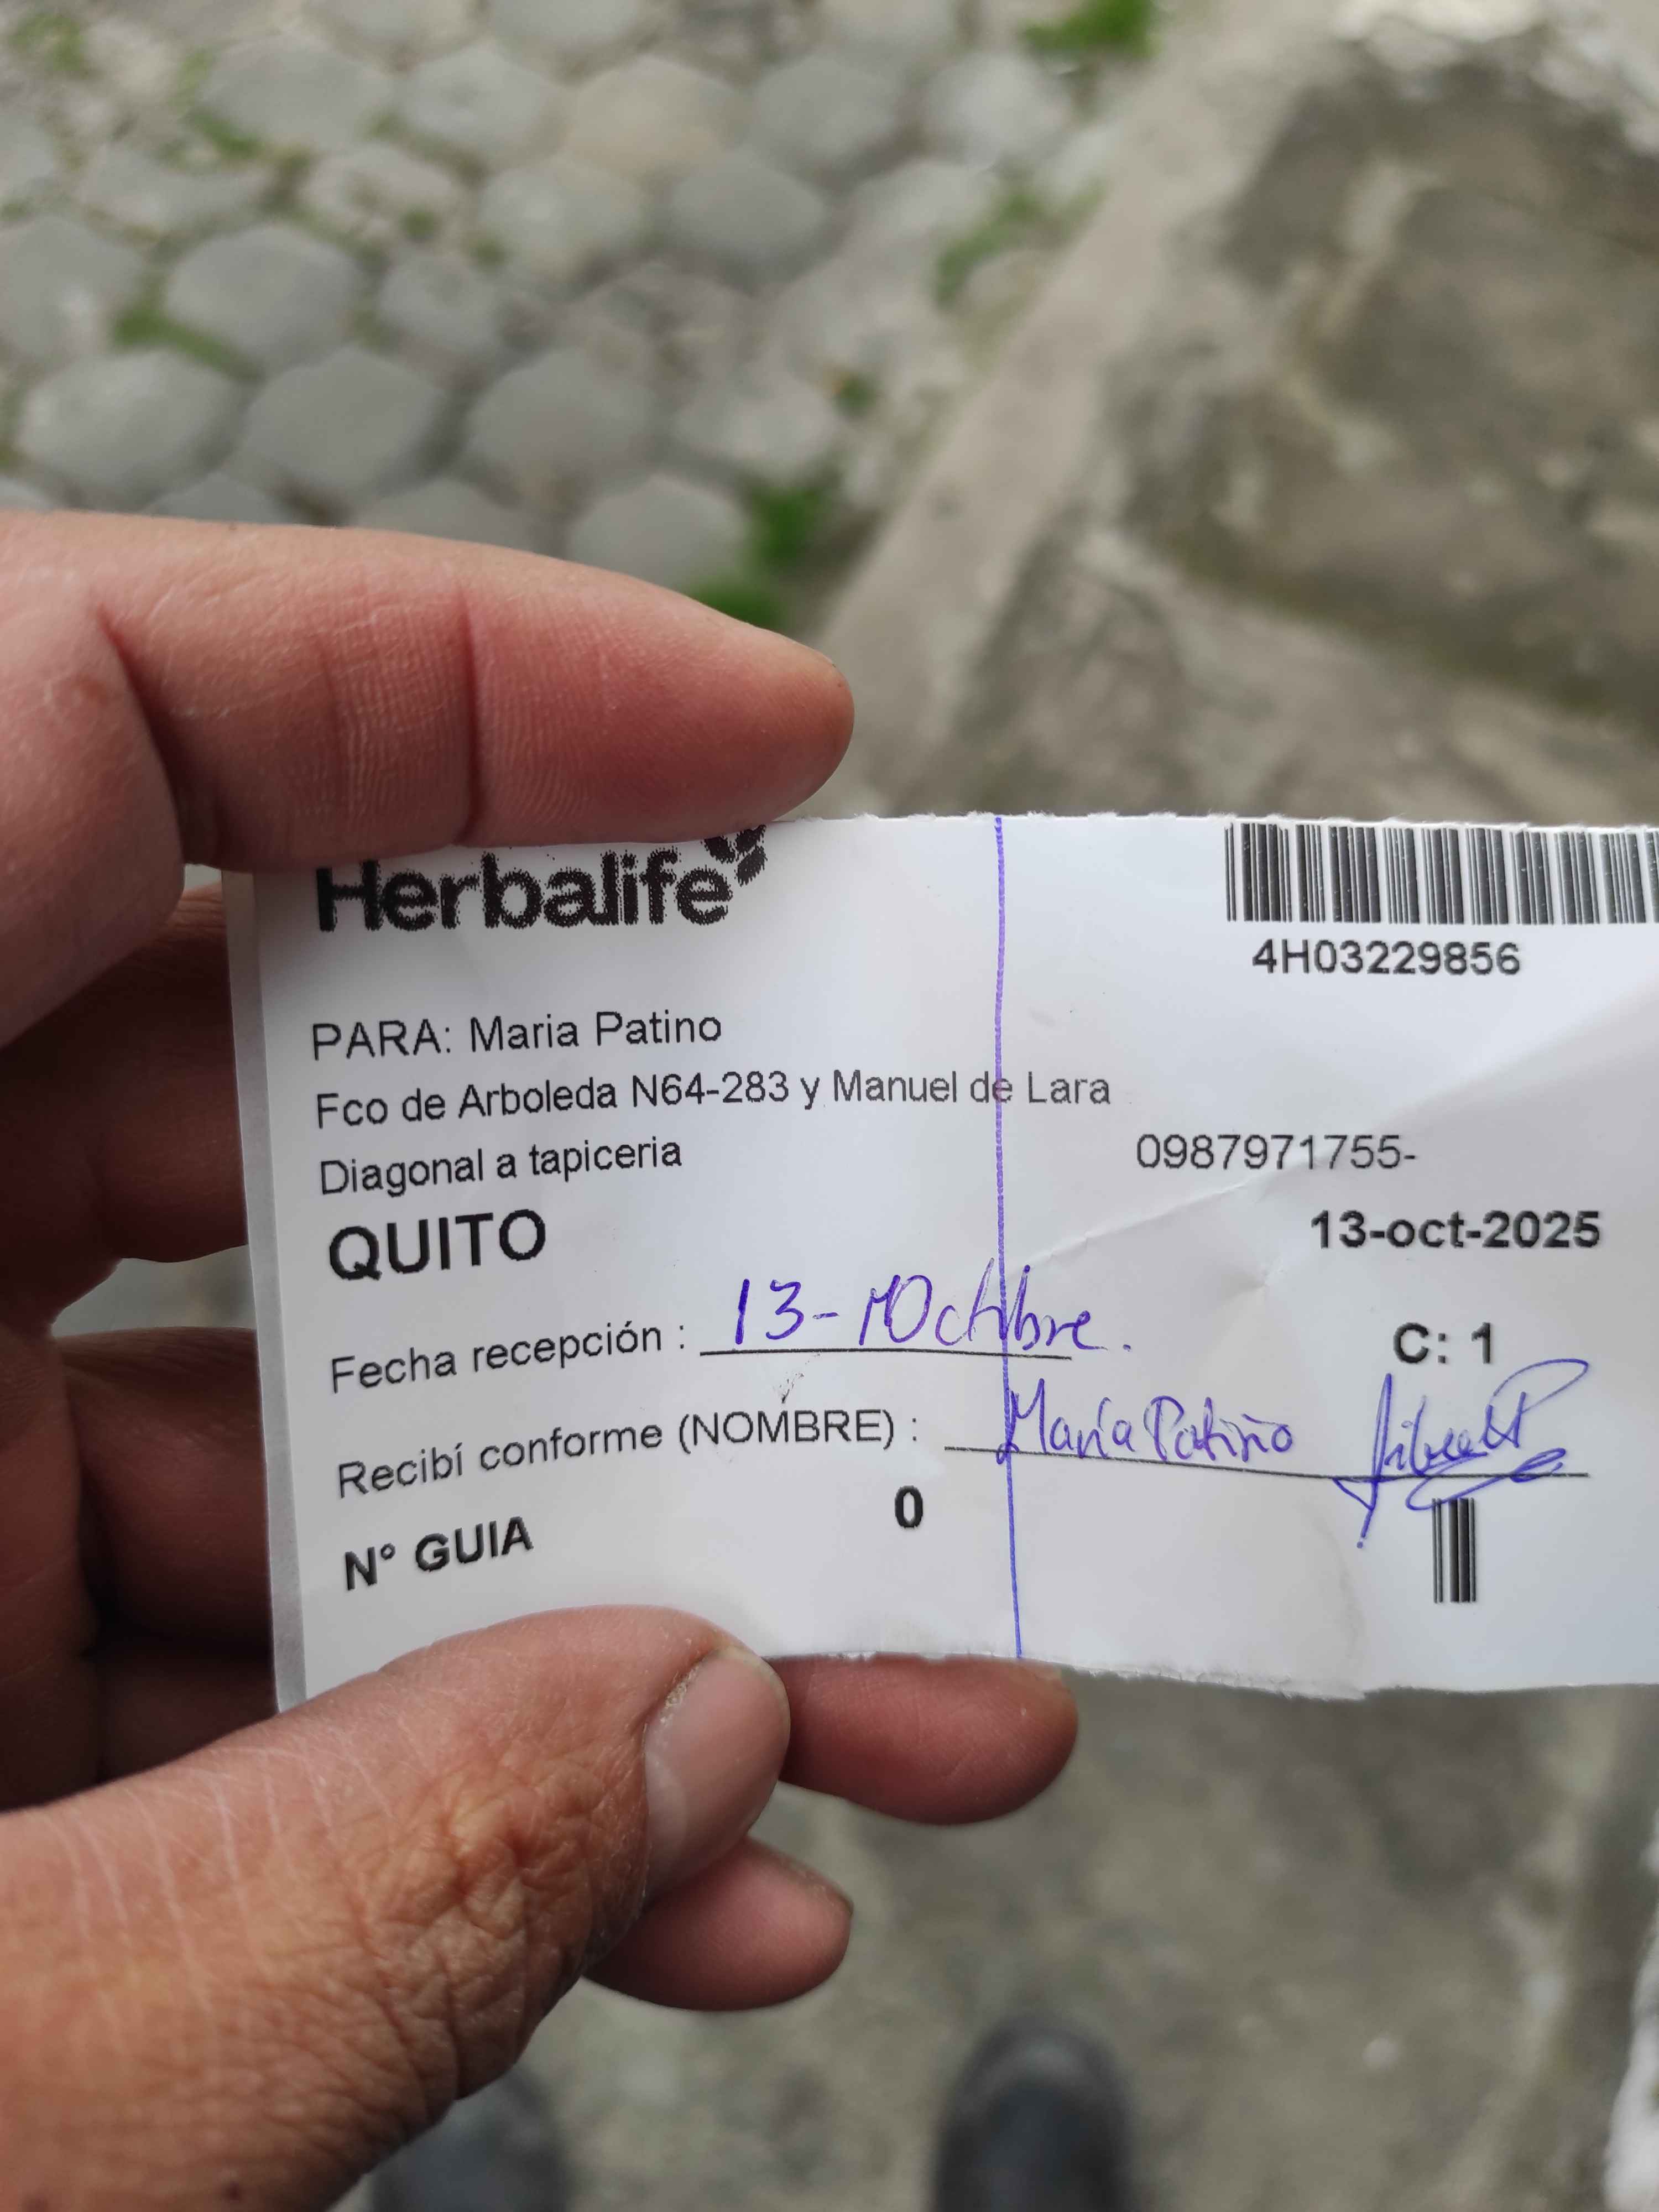 Herbalife
4H03229856
PARA: Maria Patino
Fco de Arboleda N64-283 y Manuel de Lara
Diagonal a tapiceria
0987971755-
QUITO
13-oct-2025
Fecha recepción : 13-10ctubre.
C: 1
Recibí conforme (NOMBRE) : María Patiño
N° GUIA 0